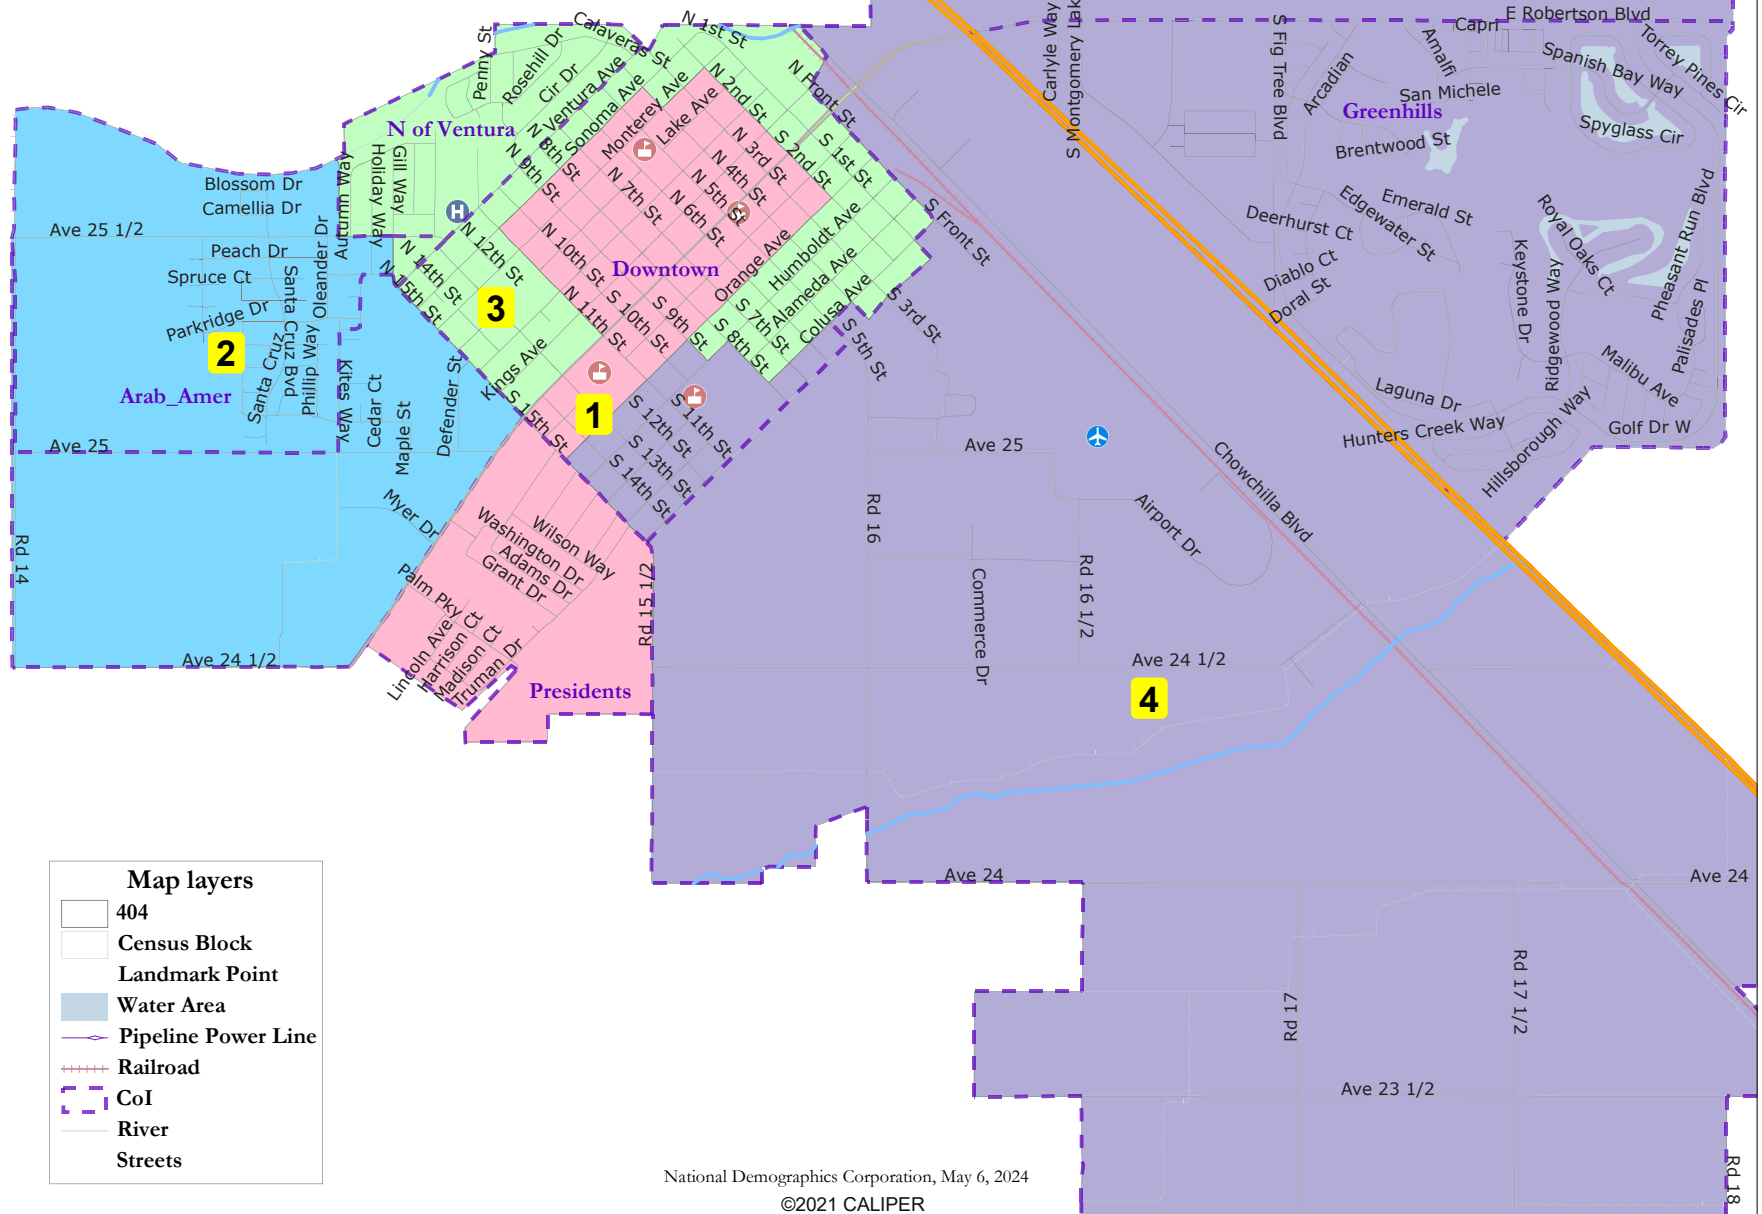 E Robertson Blvd
Capri
Torrey Pines Cir
Amalfi
Spanish Bay Way
Carlyle Way
S Montgomery Lak
S Fig Tree Blvd
Arcadian
San Michele
Greenhills
Spyglass Cir
Brentwood St
Calaveras St
N 1st St
Penny St
Rosehill Dr
Cir Dr
N Ventura Ave
Sonoma Ave
Monterey Ave
Lake Ave
N 2nd St
N Front St
N of Ventura
N 8th St
N 9th St
N 3rd St
N 4th St
N 5th St
N 6th St
N 7th St
S 2nd St
S 1st St
Gill Way
Holiday Way
Autumn Way
H
Blossom Dr
Camellia Dr
Ave 25 1/2
Peach Dr
Oleander Dr
Spruce Ct
Santa Cruz Blvd
Parkridge Dr
Phillip Way
Santa Cruz
2
Arab_Amer
Kites Way
Cedar Ct
Maple St
Defender St
Ave 25
N 14th St
N 15th St
N 12th St
3
N 10th St
N 11th St
Downtown
Orange Ave
Humboldt Ave
Alameda Ave
Colusa Ave
S Front St
S 3rd St
S 5th St
S 7th St
S 8th St
S 9th St
S 10th St
Kings Ave
S 15th St
1
S 11th St
S 12th St
S 13th St
S 14th St
Emerald St
Edgewater St
Deerhurst Ct
Diablo Ct
Doral St
Royal Oaks Ct
Keystone Dr
Ridgewood Way
Pheasant Run Blvd
Palisades Pl
Malibu Ave
Laguna Dr
Hunters Creek Way
Hillsborough Way
Golf Dr W
Ave 25
Rd 16
Chowchilla Blvd
Airport Dr
Rd 16 1/2
Commerce Dr
Rd 14
Myer Dr
Washington Dr
Wilson Way
Adams Dr
Grant Dr
Palm Pky
Lincoln Ave
Harrison Ct
Madison Ct
Truman Dr
Rd 15 1/2
Ave 24 1/2
Presidents
Ave 24 1/2
4
Ave 24
Ave 24
Rd 17
Rd 17 1/2
Ave 23 1/2
Rd 18
Map layers
404
Census Block
Landmark Point
Water Area
Pipeline Power Line
Railroad
CoI
River
Streets
National Demographics Corporation, May 6, 2024
©2021 CALIPER